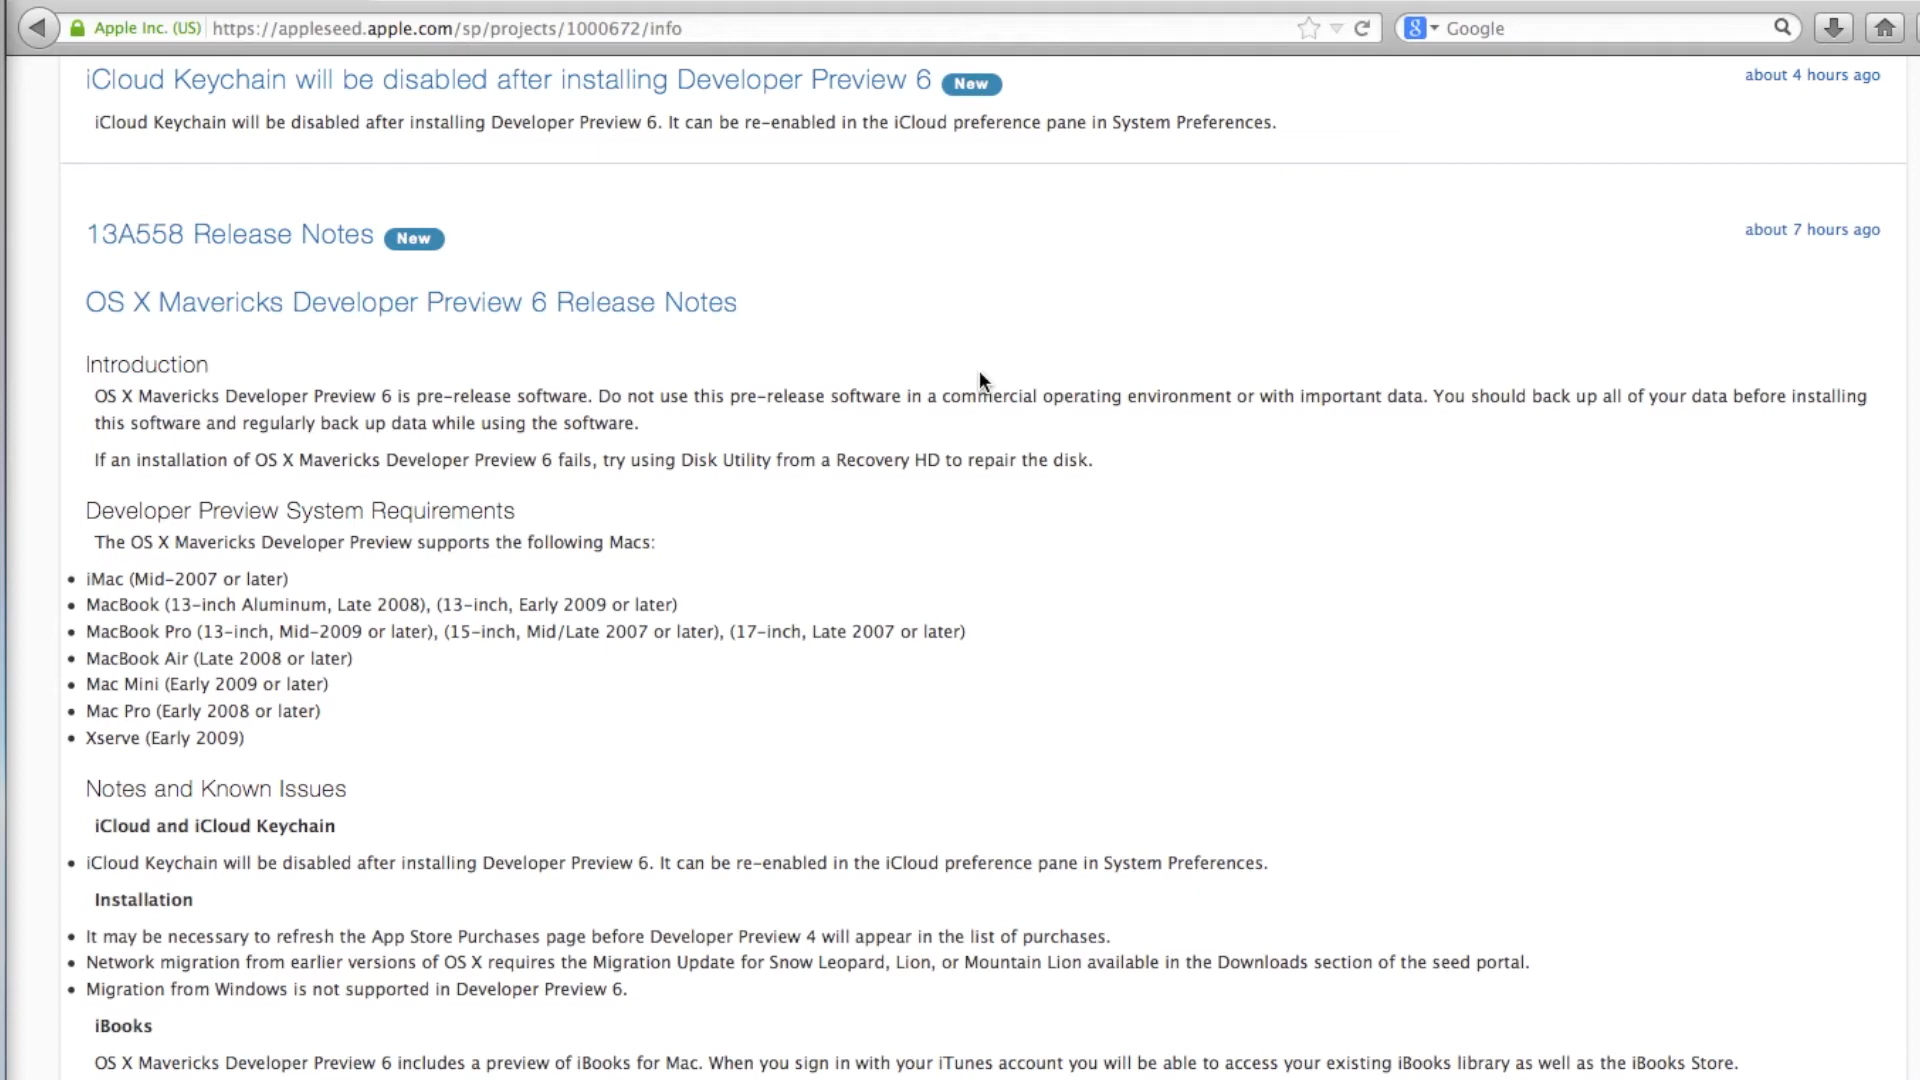 Apple Inc. (US) https://appleseed.apple.com/sp/projects/1000672/info
Google
iCloud Keychain will be disabled after installing Developer Preview 6 New
about 4 hours ago
iCloud Keychain will be disabled after installing Developer Preview 6. It can be re-enabled in the iCloud preference pane in System Preferences.
13A558 Release Notes New
about 7 hours ago
OS X Mavericks Developer Preview 6 Release Notes
Introduction
OS X Mavericks Developer Preview 6 is pre-release software. Do not use this pre-release software in a commercial operating environment or with important data. You should back up all of your data before installing
this software and regularly back up data while using the software.
If an installation of OS X Mavericks Developer Preview 6 fails, try using Disk Utility from a Recovery HD to repair the disk.
Developer Preview System Requirements
The OS X Mavericks Developer Preview supports the following Macs:
• iMac (Mid-2007 or later)
• MacBook (13-inch Aluminum, Late 2008), (13-inch, Early 2009 or later)
• MacBook Pro (13-inch, Mid-2009 or later), (15-inch, Mid/Late 2007 or later), (17-inch, Late 2007 or later)
• MacBook Air (Late 2008 or later)
• Mac Mini (Early 2009 or later)
• Mac Pro (Early 2008 or later)
• Xserve (Early 2009)
Notes and Known Issues
iCloud and iCloud Keychain
• iCloud Keychain will be disabled after installing Developer Preview 6. It can be re-enabled in the iCloud preference pane in System Preferences.
Installation
• It may be necessary to refresh the App Store Purchases page before Developer Preview 4 will appear in the list of purchases.
• Network migration from earlier versions of OS X requires the Migration Update for Snow Leopard, Lion, or Mountain Lion available in the Downloads section of the seed portal.
• Migration from Windows is not supported in Developer Preview 6.
iBooks
OS X Mavericks Developer Preview 6 includes a preview of iBooks for Mac. When you sign in with your iTunes account you will be able to access your existing iBooks library as well as the iBooks Store.